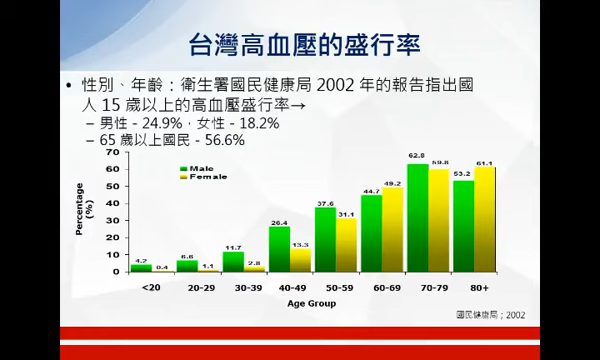 台灣高血壓的盛行率
• 性別、年齡：衛生署國民健康局 2002 年的報告指出國
人 15 歲以上的高血壓盛行率→
– 男性 - 24.9%，女性 - 18.2%
– 65 歲以上國民 - 56.6%
Percentage
(%)
70
60
50
40
30
20
10
0
Male
Female
4.2 0.4 6.6 1.1 11.7 2.8 26.4 13.3 37.6 31.1 44.7 49.2 62.8 59.8 53.2 61.1
<20 20-29 30-39 40-49 50-59 60-69 70-79 80+
Age Group
國民健康局；2002